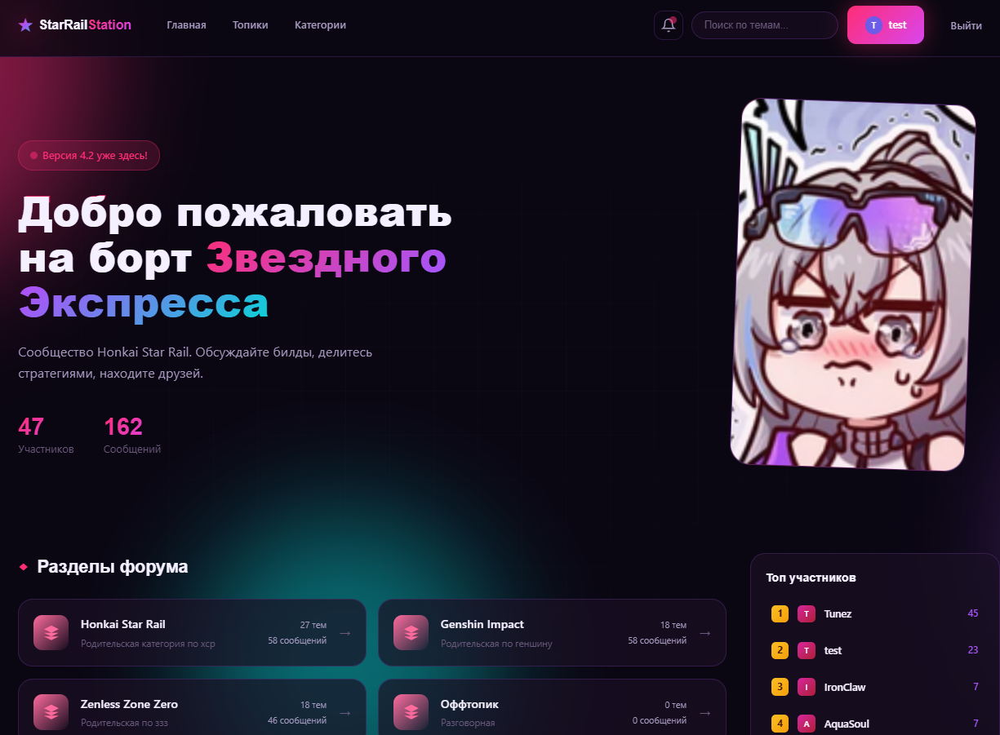 StarRailStation
Главная
Топики
Категории
Поиск по темам...
T
test
Выйти
Версия 4.2 уже здесь!
Добро пожаловать
на борт Звездного
Экспресса
Сообщество Honkai Star Rail. Обсуждайте билды, делитесь
стратегиями, находите друзей.
47
Участников
162
Сообщений
Разделы форума
Honkai Star Rail
Родительская категория по хср
27 тем
58 сообщений
→
Genshin Impact
Родительская по геншину
18 тем
58 сообщений
→
Zenless Zone Zero
Родительская по ззз
18 тем
46 сообщений
→
Оффтопик
Разговорная
0 тем
0 сообщений
→
Топ участников
1 T Tunez 45
2 T test 23
3 I IronClaw 7
4 A AquaSoul 7